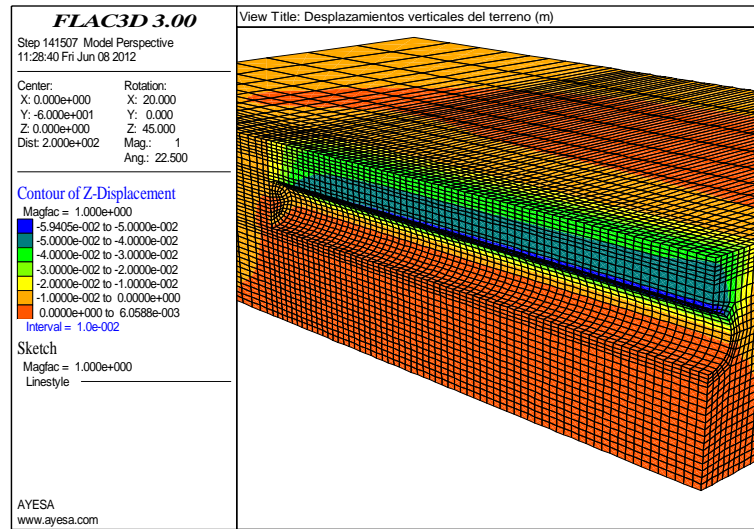 FLAC3D 3.00
Step 141507 Model Perspective
11:28:40 Fri Jun 08 2012
Center:
X: 0.000e+000
Y: -6.000e+001
Z: 0.000e+000
Dist: 2.000e+002
Rotation:
X: 20.000
Y: 0.000
Z: 45.000
Mag.: 1
Ang.: 22.500
Contour of Z-Displacement
Magfac = 1.000e+000
-5.9405e-002 to -5.0000e-002
-5.0000e-002 to -4.0000e-002
-4.0000e-002 to -3.0000e-002
-3.0000e-002 to -2.0000e-002
-2.0000e-002 to -1.0000e-002
-1.0000e-002 to 0.0000e+000
0.0000e+000 to 6.0588e-003
Interval = 1.0e-002
Sketch
Magfac = 1.000e+000
Linestyle
AYESA
www.ayesa.com
View Title: Desplazamientos verticales del terreno (m)